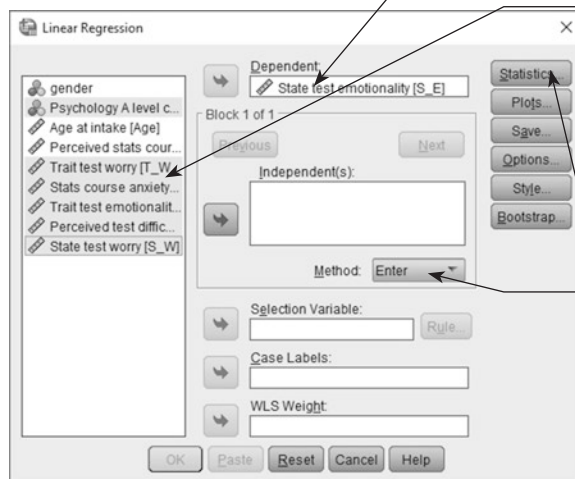 Linear Regression
gender
Psychology A level c...
Age at intake [Age]
Perceived stats cour...
Trait test worry [T_W...
Stats course anxiety...
Trait test emotionalit...
Perceived test diffic...
State test worry [S_W]
Dependent:
State test emotionality [S_E]
Block 1 of 1
Previous
Next
Independent(s):
Method: Enter
Selection Variable:
Rule...
Case Labels:
WLS Weight:
Statistics...
Plots...
Save...
Options...
Style...
Bootstrap...
OK Paste Reset Cancel Help